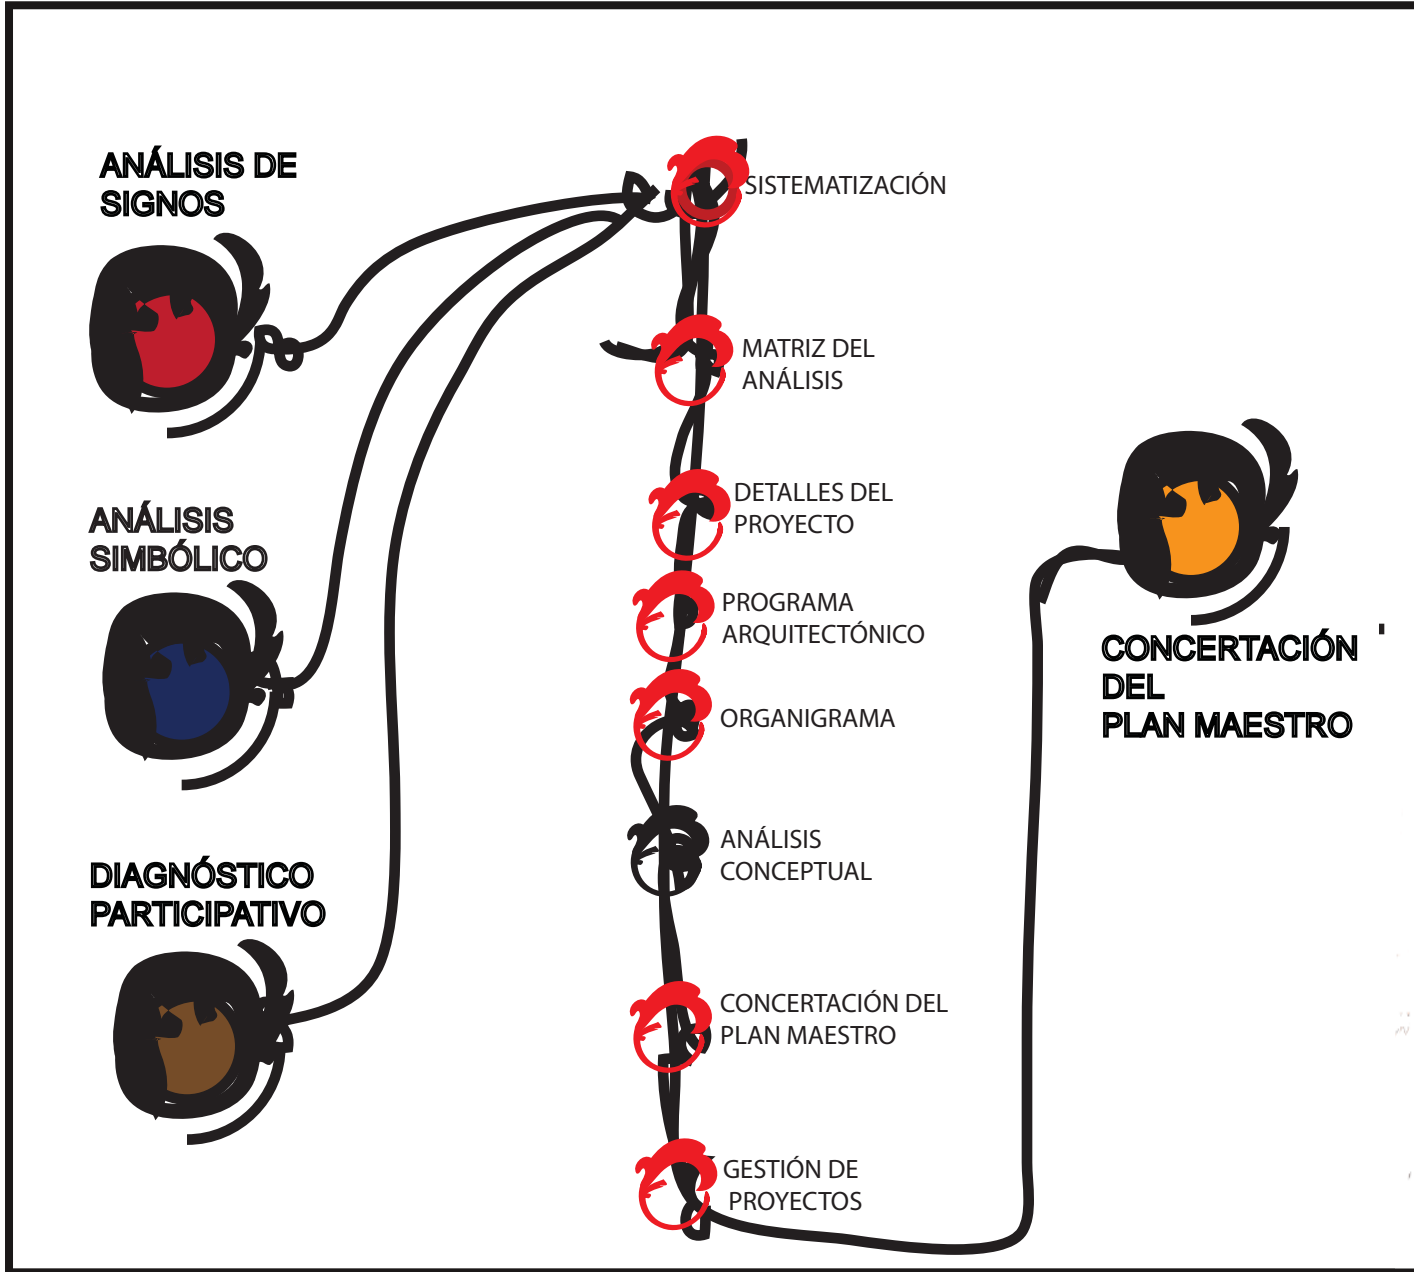 ANÁLISIS DE
SIGNOS
ANÁLISIS
SIMBÓLICO
DIAGNÓSTICO
PARTICIPATIVO
SISTEMATIZACIÓN
MATRIZ DEL
ANÁLISIS
DETALLES DEL
PROYECTO
PROGRAMA
ARQUITECTÓNICO
ORGANIGRAMA
ANÁLISIS
CONCEPTUAL
CONCERTACIÓN DEL
PLAN MAESTRO
GESTIÓN DE
PROYECTOS
CONCERTACIÓN
DEL
PLAN MAESTRO